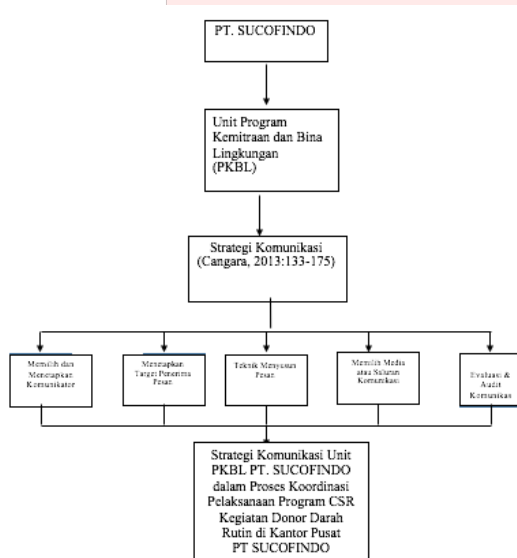 PT. SUCOFINDO
Unit Program
Kemitraan dan Bina
Lingkungan
(PKBL)
Strategi Komunikasi
(Cangara, 2013:133-175)
Memilih dan
Menetapkan
Komunikator
Menetapkan
Target Penerima
Pesan
Teknik Menyusun
Pesan
Memilih Media
atau Saluran
Komunikasi
Evaluasi &
Audit
Komunikas
Strategi Komunikasi Unit
PKBL PT. SUCOFINDO
dalam Proses Koordinasi
Pelaksanaan Program CSR
Kegiatan Donor Darah
Rutin di Kantor Pusat
PT SUCOFINDO